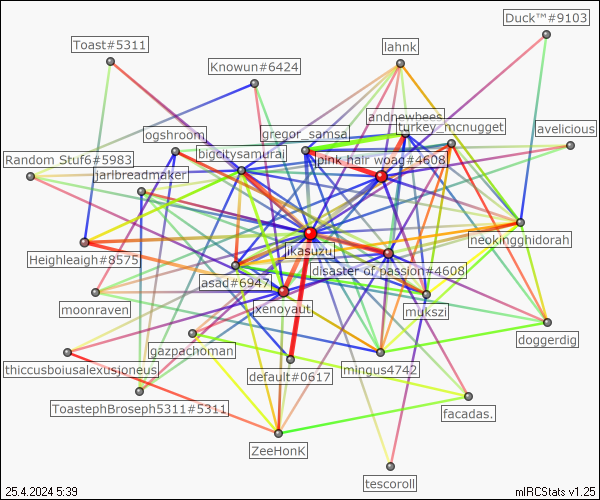 Duck™#9103
Toast#5311
lahnk
Knowun#6424
andnewbees
turkey_mcnugget
avelicious
ogshroom
gregor_samsa
bigcitysamurai
pink hair woag#4608
Random Stuf6#5983
jarlbreadmaker
neokingghidorah
jikasuzu
Heighleaigh#8575
disaster of passion#4608
asad#6947
moonraven
xenoyaut
mukszi
doggerdig
gazpachoman
thiccusboiusalexusjoneus
default#0617
mingus4742
ToastephBroseph5311#5311
facadas.
ZeeHonK
tescoroll
25.4.2024 5:39
mIRCStats v1.25